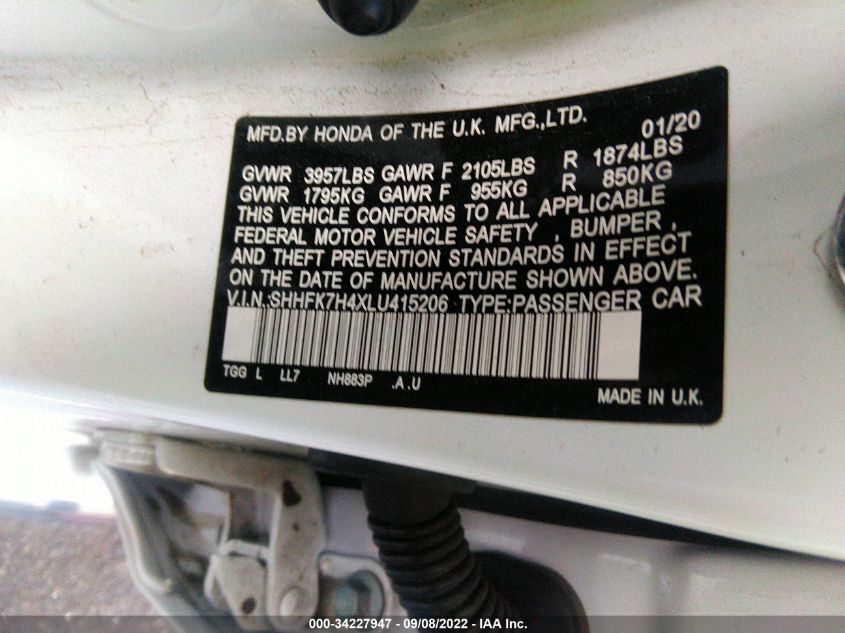 MFD.BY HONDA OF THE U.K. MFG.,LTD. 01/20
GVWR 3957LBS GAWR F 2105LBS R 1874LBS
GVWR 1795KG GAWR F 955KG R 850KG
THIS VEHICLE CONFORMS TO ALL APPLICABLE
FEDERAL MOTOR VEHICLE SAFETY , BUMPER ,
AND THEFT PREVENTION STANDARDS IN EFFECT
ON THE DATE OF MANUFACTURE SHOWN ABOVE.
V.I.N.:SHHFK7H4XLU415206 TYPE:PASSENGER CAR
TGG L LL7 NH883P .A .U
MADE IN U.K.
000-34227947 - 09/08/2022 - IAA Inc.